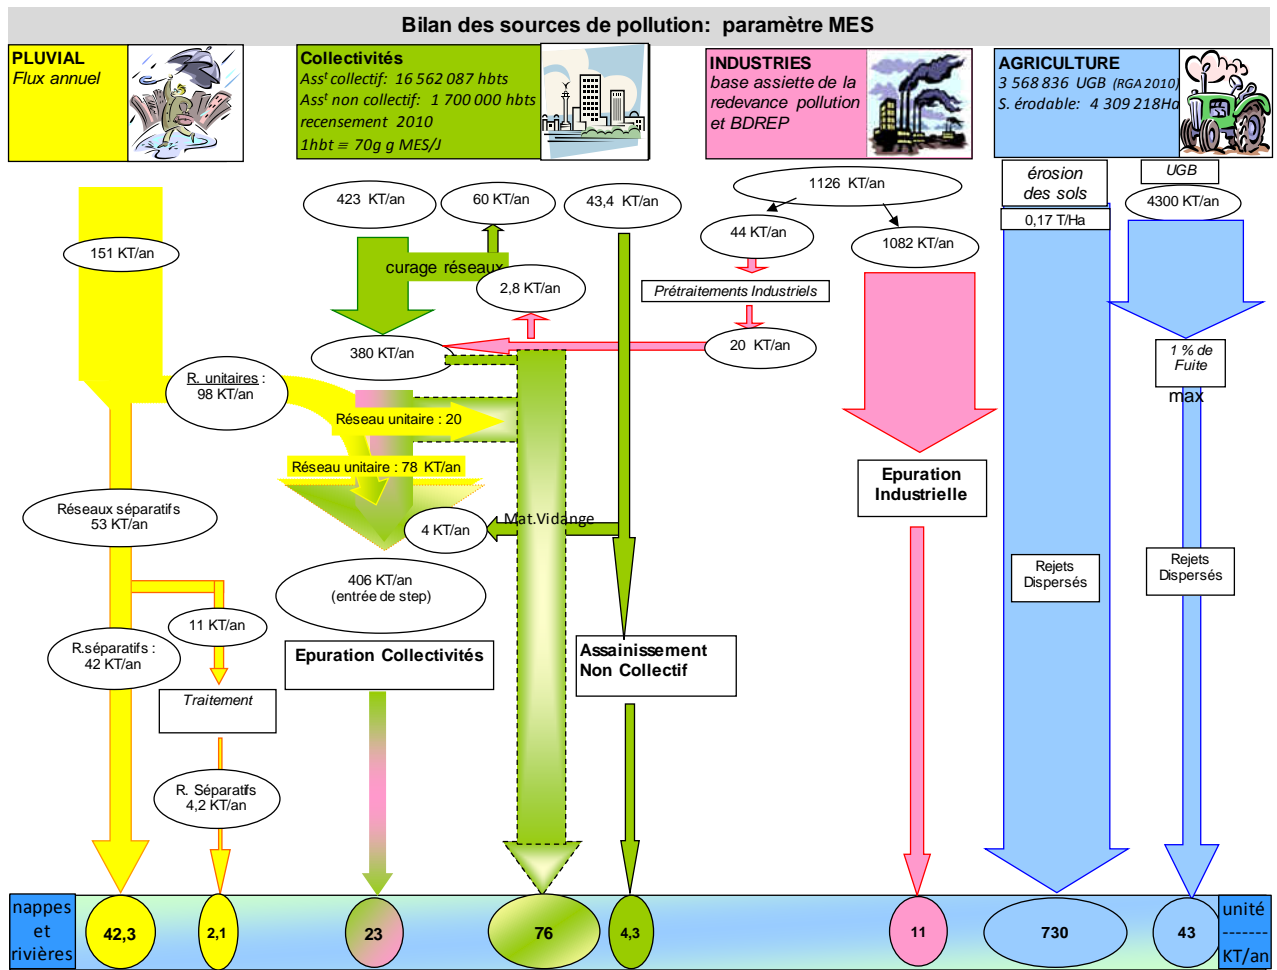 Bilan des sources de pollution: paramètre MES
PLUVIAL
Flux annuel
Collectivités
Assᵗ collectif: 16 562 087 hbts
Assᵗ non collectif: 1 700 000 hbts
recensement 2010
1hbt ≡ 70g g MES/J
INDUSTRIES
base assiette de la
redevance pollution
et BDREP
AGRICULTURE
3 568 836 UGB (RGA 2010)
S. érodable: 4 309 218Ha
151 KT/an
423 KT/an
60 KT/an
43,4 KT/an
1126 KT/an
44 KT/an
1082 KT/an
érosion
des sols
0,17 T/Ha
UGB
4300 KT/an
curage réseaux
2,8 KT/an
Prétraitements Industriels
380 KT/an
20 KT/an
1 % de
Fuite
max
R. unitaires :
98 KT/an
Réseau unitaire : 20
Réseau unitaire : 78 KT/an
Epuration
Industrielle
Réseaux séparatifs
53 KT/an
4 KT/an
Mat.Vidange
406 KT/an
(entrée de step)
Rejets
Dispersés
Rejets
Dispersés
11 KT/an
R.séparatifs :
42 KT/an
Epuration Collectivités
Assainissement
Non Collectif
Traitement
R. Séparatifs
4,2 KT/an
nappes
et
rivières
42,3
2,1
23
76
4,3
11
730
43
unité
-------
KT/an